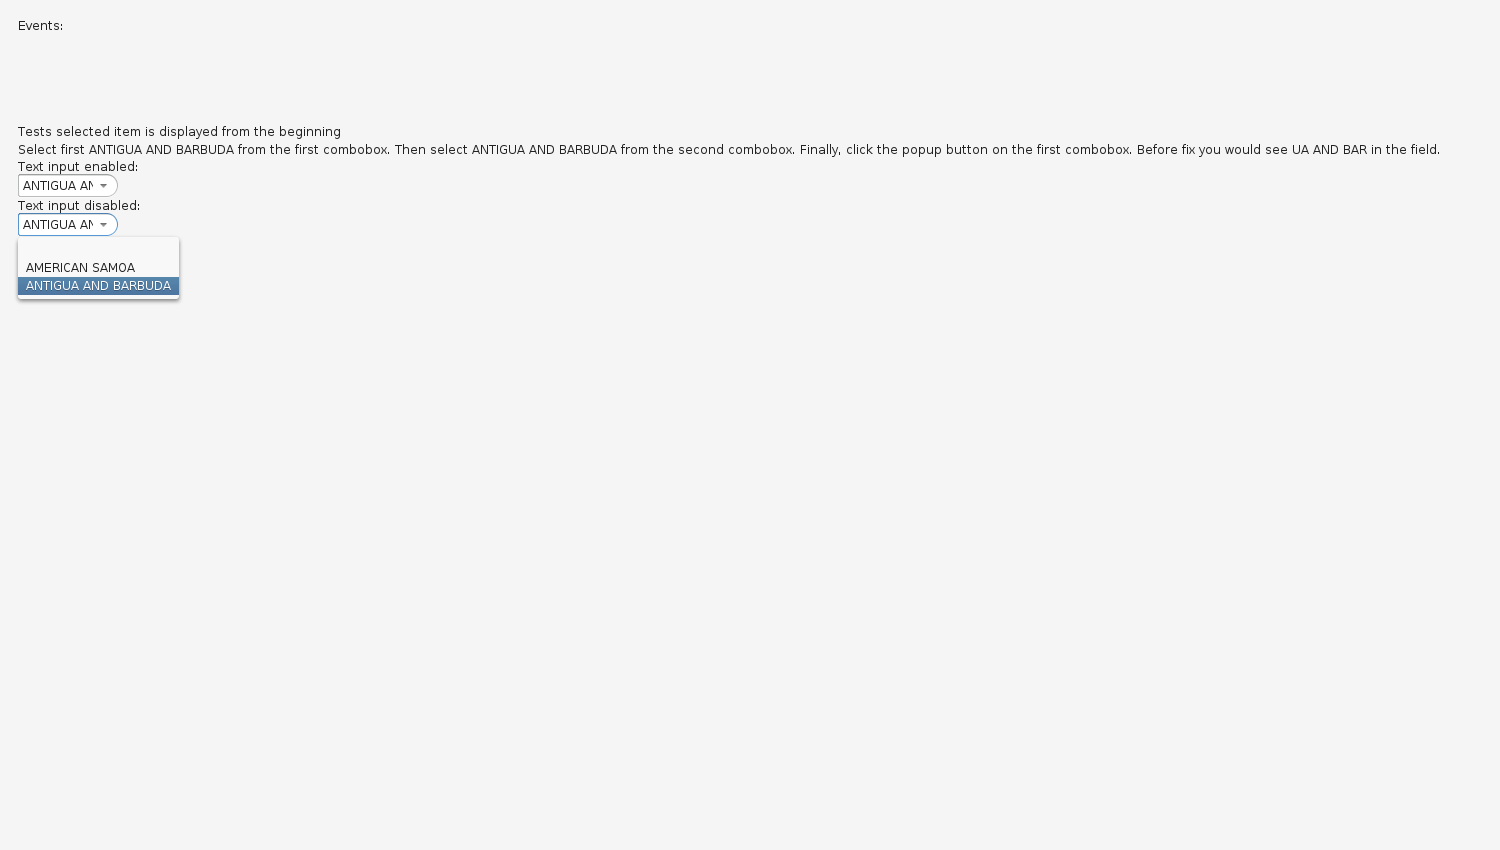 Events:
Tests selected item is displayed from the beginning
Select first ANTIGUA AND BARBUDA from the first combobox. Then select ANTIGUA AND BARBUDA from the second combobox. Finally, click the popup button on the first combobox. Before fix you would see UA AND BAR in the field.
Text input enabled:
ANTIGUA AN
Text input disabled:
ANTIGUA AN
AMERICAN SAMOA
ANTIGUA AND BARBUDA